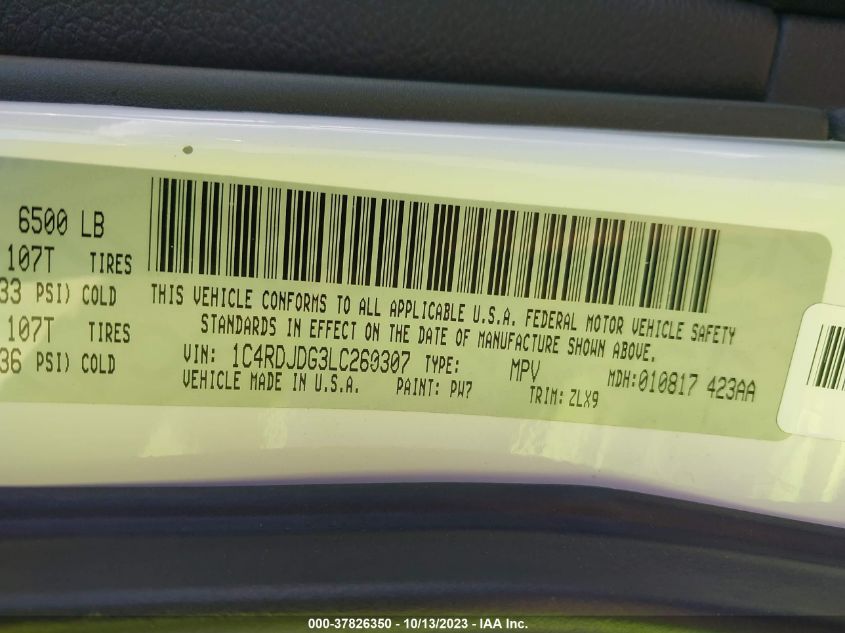 6500 LB
107T TIRES
33 PSI) COLD
107T TIRES
36 PSI) COLD
THIS VEHICLE CONFORMS TO ALL APPLICABLE U.S.A. FEDERAL MOTOR VEHICLE SAFETY
STANDARDS IN EFFECT ON THE DATE OF MANUFACTURE SHOWN ABOVE.
VIN: 1C4RDJDG3LC260307 TYPE: MPV MDH:010817 423AA
VEHICLE MADE IN U.S.A. PAINT: PW7 TRIM: ZLX9
000-37826350 - 10/13/2023 - IAA Inc.